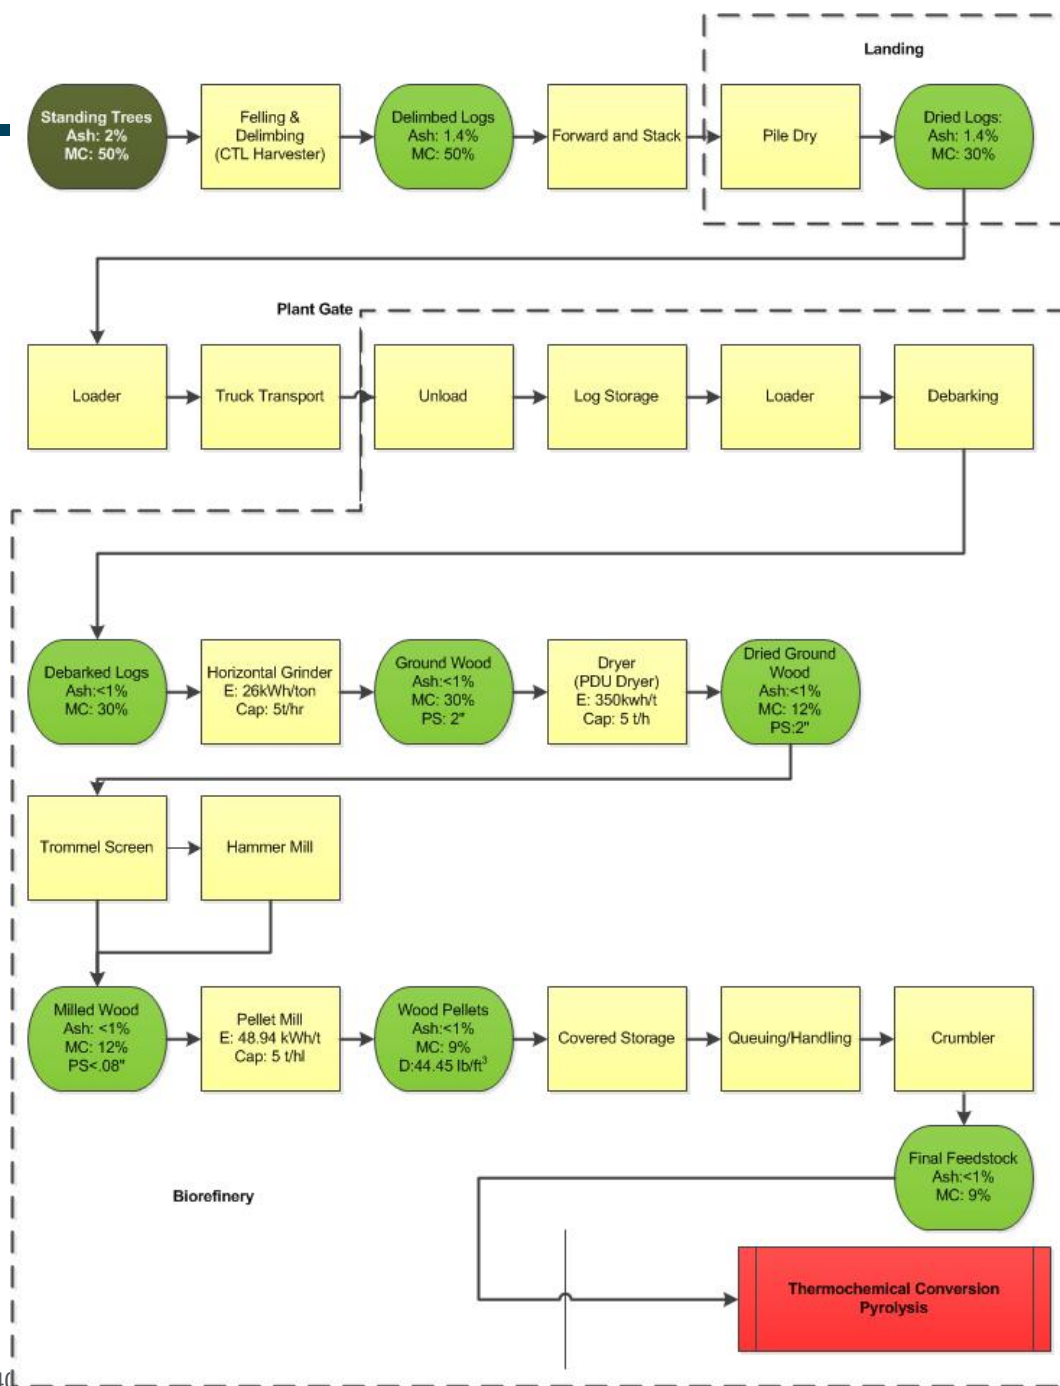 Landing
Standing Trees
Ash: 2%
MC: 50%
Felling &
Delimbing
(CTL Harvester)
Delimbed Logs
Ash: 1.4%
MC: 50%
Forward and Stack
Pile Dry
Dried Logs:
Ash: 1.4%
MC: 30%
Plant Gate
Loader
Truck Transport
Unload
Log Storage
Loader
Debarking
Debarked Logs
Ash:<1%
MC: 30%
Horizontal Grinder
E: 26kWh/ton
Cap: 5t/hr
Ground Wood
Ash:<1%
MC: 30%
PS: 2"
Dryer
(PDU Dryer)
E: 350kwh/t
Cap: 5 t/h
Dried Ground
Wood
Ash:<1%
MC: 12%
PS:2"
Trommel Screen
Hammer Mill
Milled Wood
Ash: <1%
MC: 12%
PS<.08"
Pellet Mill
E: 48.94 kWh/t
Cap: 5 t/hl
Wood Pellets
Ash:<1%
MC: 9%
D:44.45 lb/ft³
Covered Storage
Queuing/Handling
Crumbler
Final Feedstock
Ash:<1%
MC: 9%
Biorefinery
Thermochemical Conversion
Pyrolysis